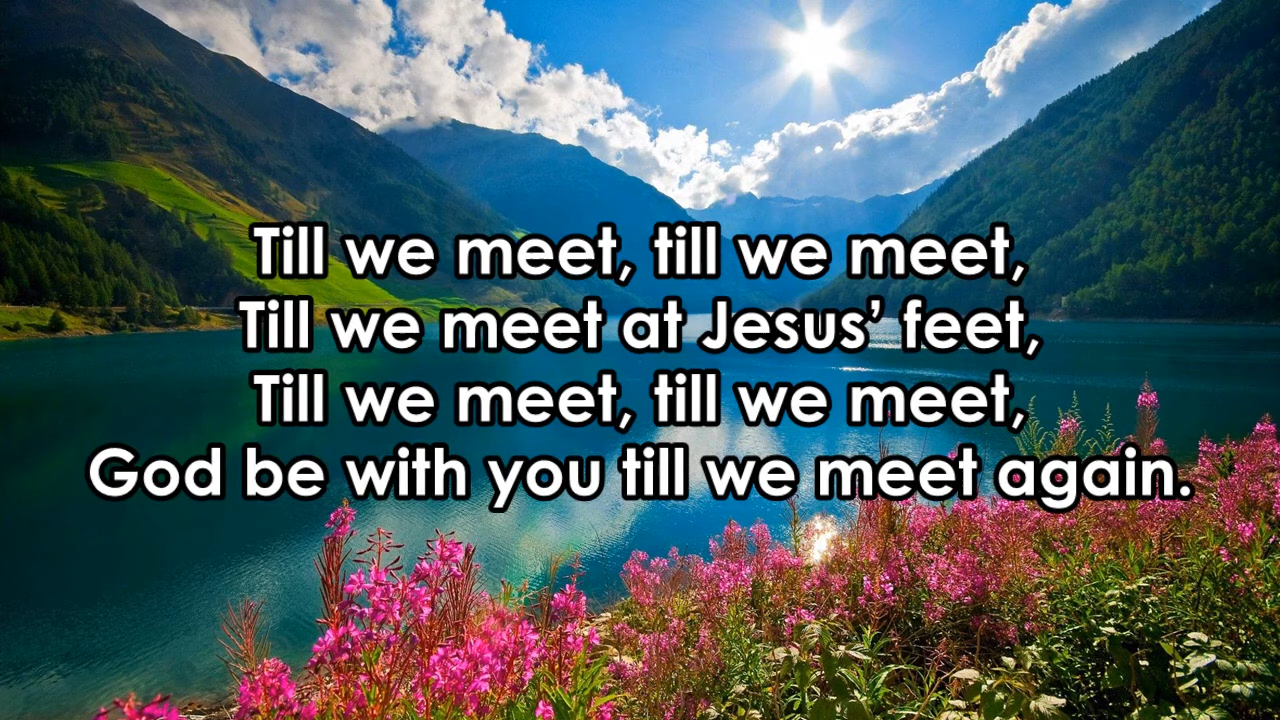 Till we meet, till we meet,
Till we meet at Jesus’ feet,
Till we meet, till we meet,
God be with you till we meet again.